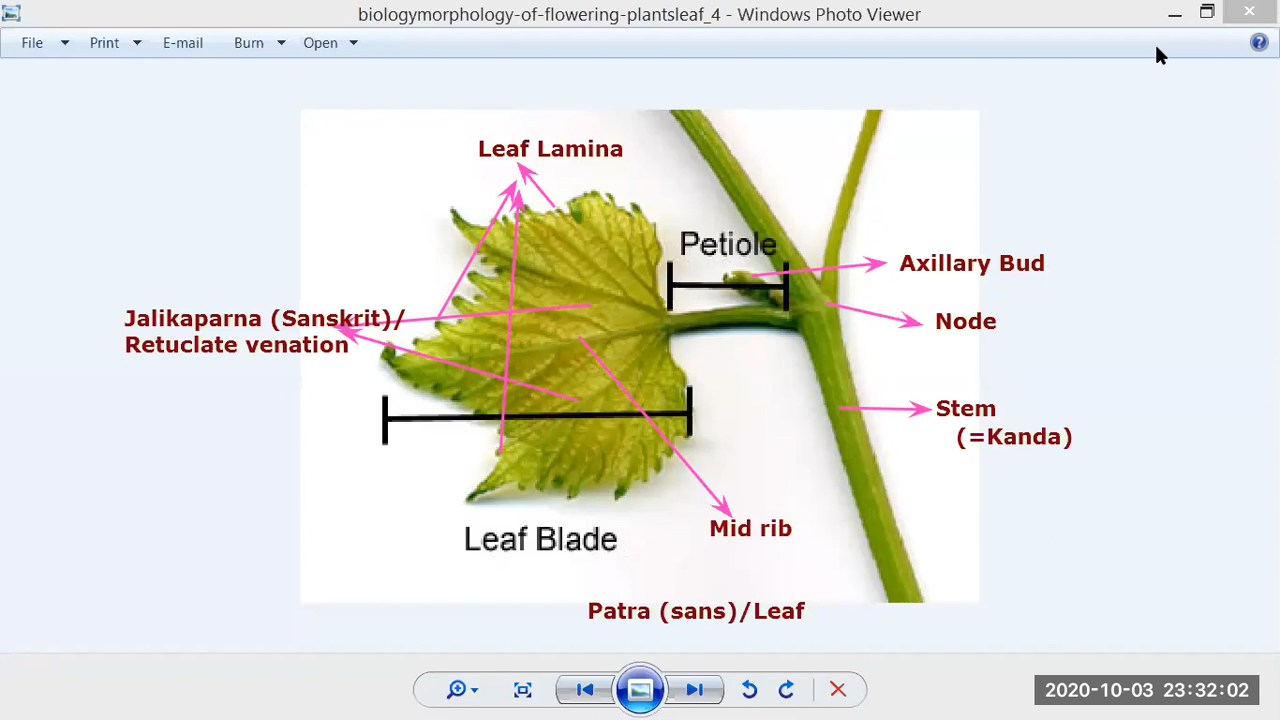 biologymorphology-of-flowering-plantsleaf_4 - Windows Photo Viewer
File Print E-mail Burn Open
Leaf Lamina
Petiole
Axillary Bud
Jalikaparna (Sanskrit)/
Retuclate venation
Node
Stem
(=Kanda)
Mid rib
Leaf Blade
Patra (sans)/Leaf
2020-10-03 23:32:02